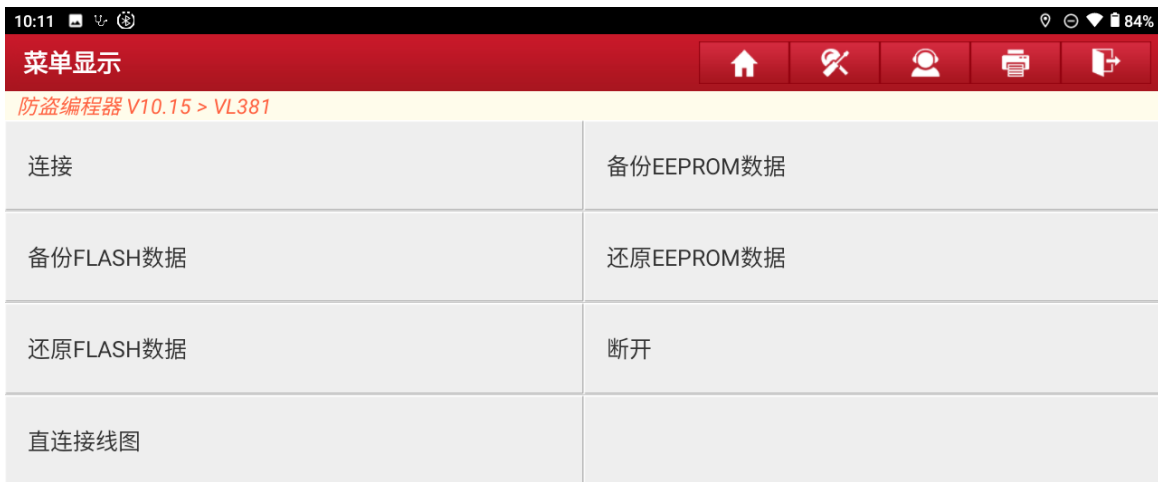 10:11 84%
菜单显示
防盗编程器 V10.15 > VL381
连接 备份EEPROM数据
备份FLASH数据 还原EEPROM数据
还原FLASH数据 断开
直连接线图